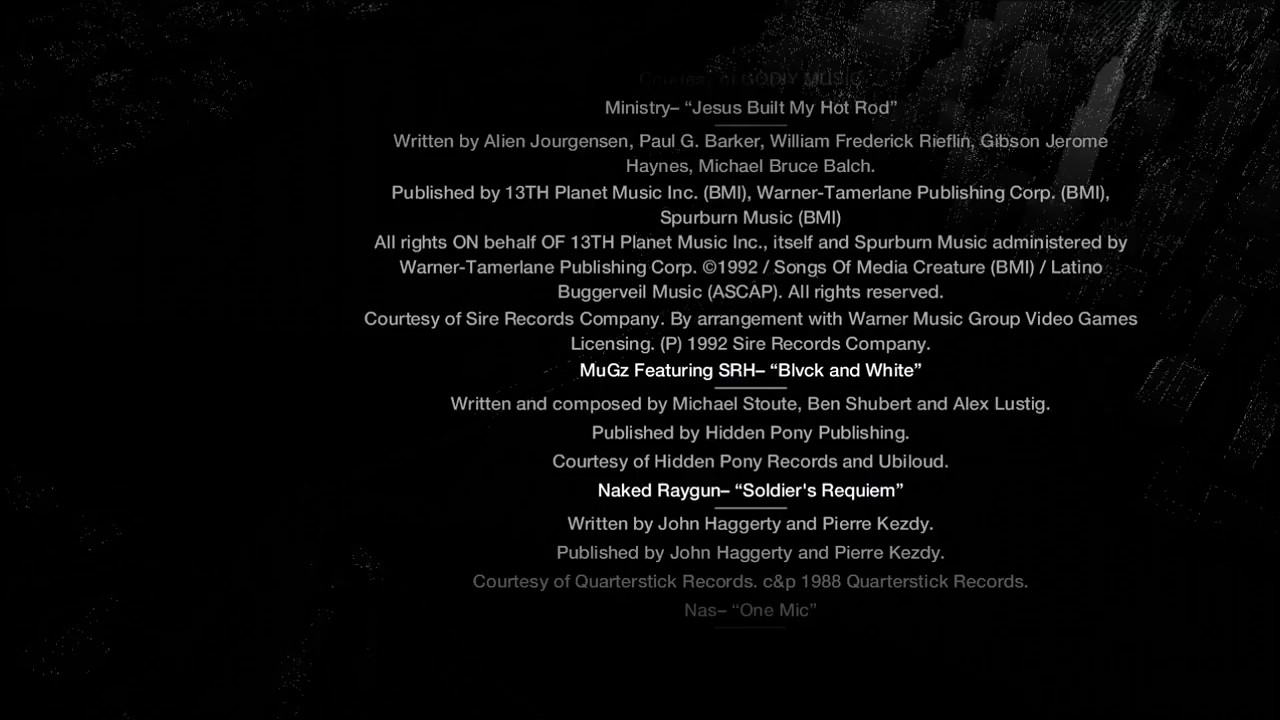 Ministry– “Jesus Built My Hot Rod”
Written by Alien Jourgensen, Paul G. Barker, William Frederick Rieflin, Gibson Jerome
Haynes, Michael Bruce Balch.
Published by 13TH Planet Music Inc. (BMI), Warner-Tamerlane Publishing Corp. (BMI),
Spurburn Music (BMI)
All rights ON behalf OF 13TH Planet Music Inc., itself and Spurburn Music administered by
Warner-Tamerlane Publishing Corp. ©1992 / Songs Of Media Creature (BMI) / Latino
Buggerveil Music (ASCAP). All rights reserved.
Courtesy of Sire Records Company. By arrangement with Warner Music Group Video Games
Licensing. (P) 1992 Sire Records Company.
MuGz Featuring SRH– “Blvck and White”
Written and composed by Michael Stoute, Ben Shubert and Alex Lustig.
Published by Hidden Pony Publishing.
Courtesy of Hidden Pony Records and Ubiloud.
Naked Raygun– “Soldier's Requiem”
Written by John Haggerty and Pierre Kezdy.
Published by John Haggerty and Pierre Kezdy.
Courtesy of Quarterstick Records. c&p 1988 Quarterstick Records.
Nas– “One Mic”